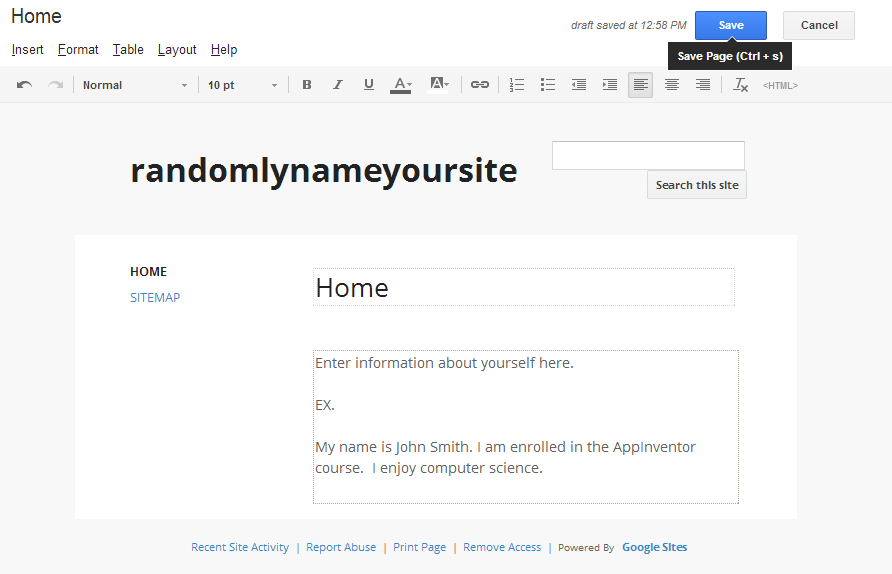 Home
draft saved at 12:58 PM Save Cancel
Insert Format Table Layout Help
Save Page (Ctrl + s)
Normal 10 pt B I U A A <HTML>
randomlynameyoursite
Search this site
HOME
SITEMAP
Home
Enter information about yourself here.
EX.
My name is John Smith. I am enrolled in the AppInventor
course.  I enjoy computer science.
Recent Site Activity | Report Abuse | Print Page | Remove Access | Powered By Google Sites